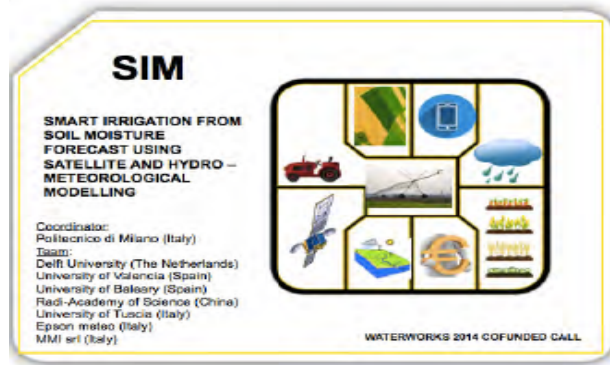 SIM
SMART IRRIGATION FROM
SOIL MOISTURE
FORECAST USING
SATELLITE AND HYDRO –
METEOROLOGICAL
MODELLING
Coordinator:
Politecnico di Milano (Italy)
Team:
Delft University (The Netherlands)
University of Valencia (Spain)
University of Baleary (Spain)
Radi-Academy of Science (China)
University of Tuscia (Italy)
Epson meteo (Italy)
MMI srl (Italy)
WATERWORKS 2014 COFUNDED CALL